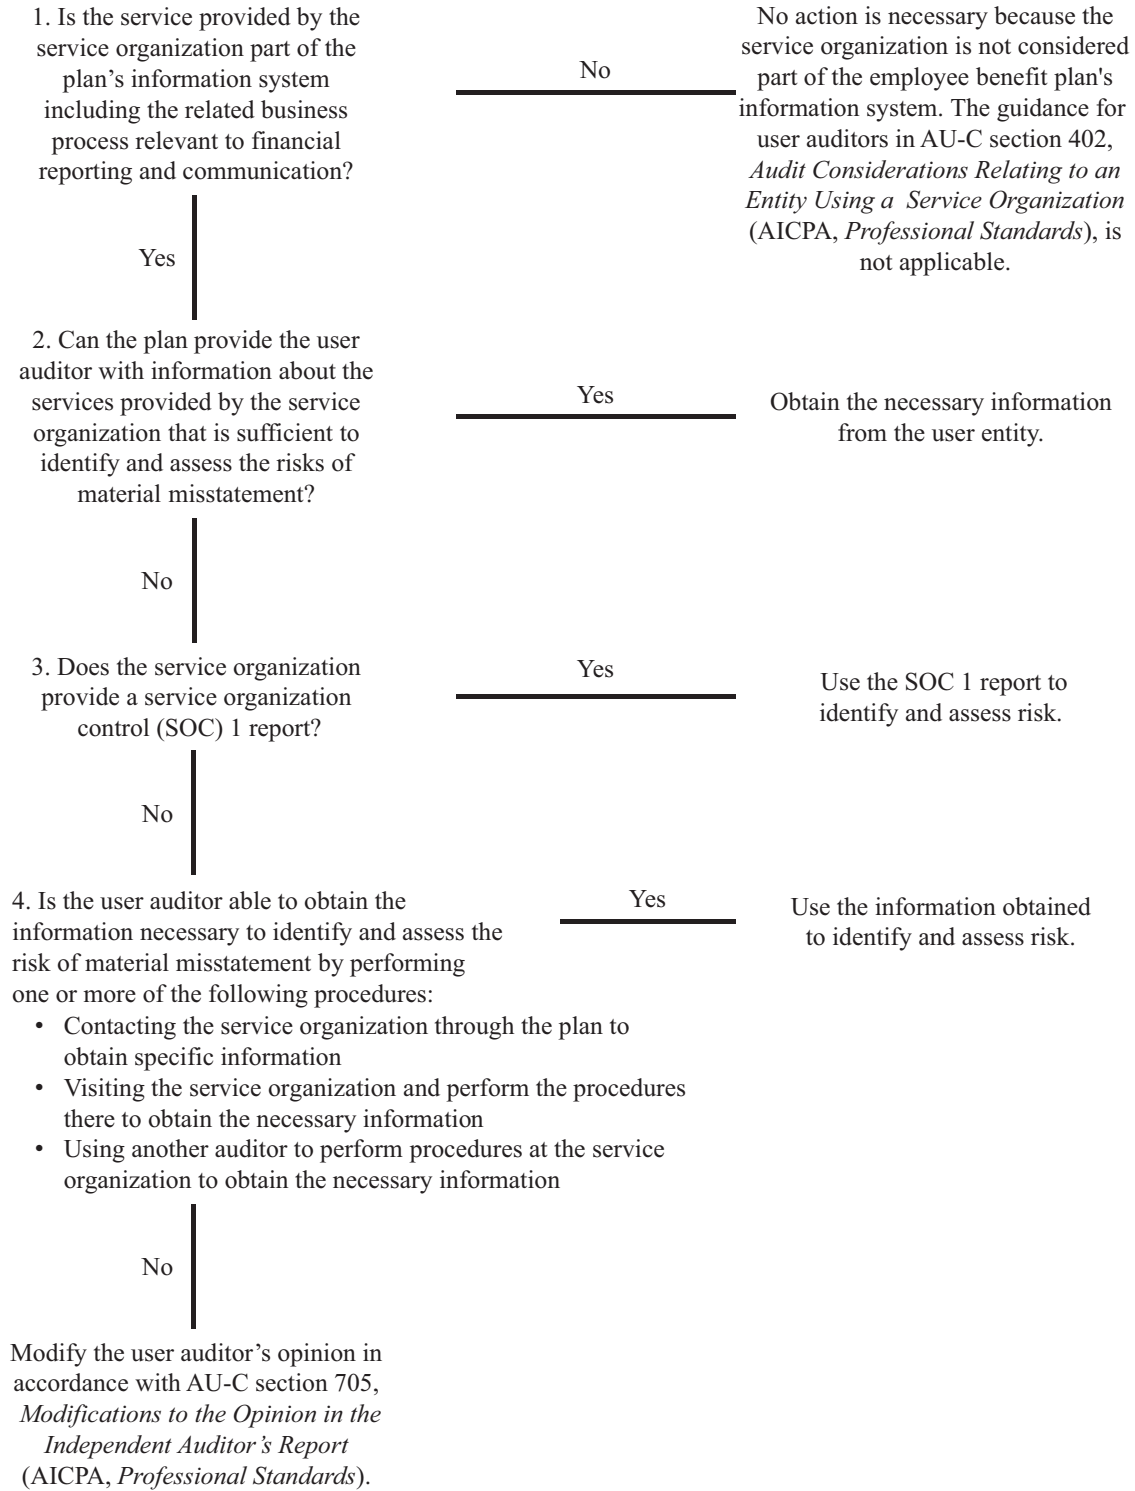 1. Is the service provided by the
service organization part of the
plan’s information system
including the related business
process relevant to financial
reporting and communication?
No
No action is necessary because the
service organization is not considered
part of the employee benefit plan's
information system. The guidance for
user auditors in AU-C section 402,
Audit Considerations Relating to an
Entity Using a Service Organization
(AICPA, Professional Standards), is
not applicable.
Yes
2. Can the plan provide the user
auditor with information about the
services provided by the service
organization that is sufficient to
identify and assess the risks of
material misstatement?
Yes
Obtain the necessary information
from the user entity.
No
3. Does the service organization
provide a service organization
control (SOC) 1 report?
Yes
Use the SOC 1 report to
identify and assess risk.
No
4. Is the user auditor able to obtain the
information necessary to identify and assess the
risk of material misstatement by performing
one or more of the following procedures:
• Contacting the service organization through the plan to
obtain specific information
• Visiting the service organization and perform the procedures
there to obtain the necessary information
• Using another auditor to perform procedures at the service
organization to obtain the necessary information
Yes
Use the information obtained
to identify and assess risk.
No
Modify the user auditor’s opinion in
accordance with AU-C section 705,
Modifications to the Opinion in the
Independent Auditor’s Report
(AICPA, Professional Standards).